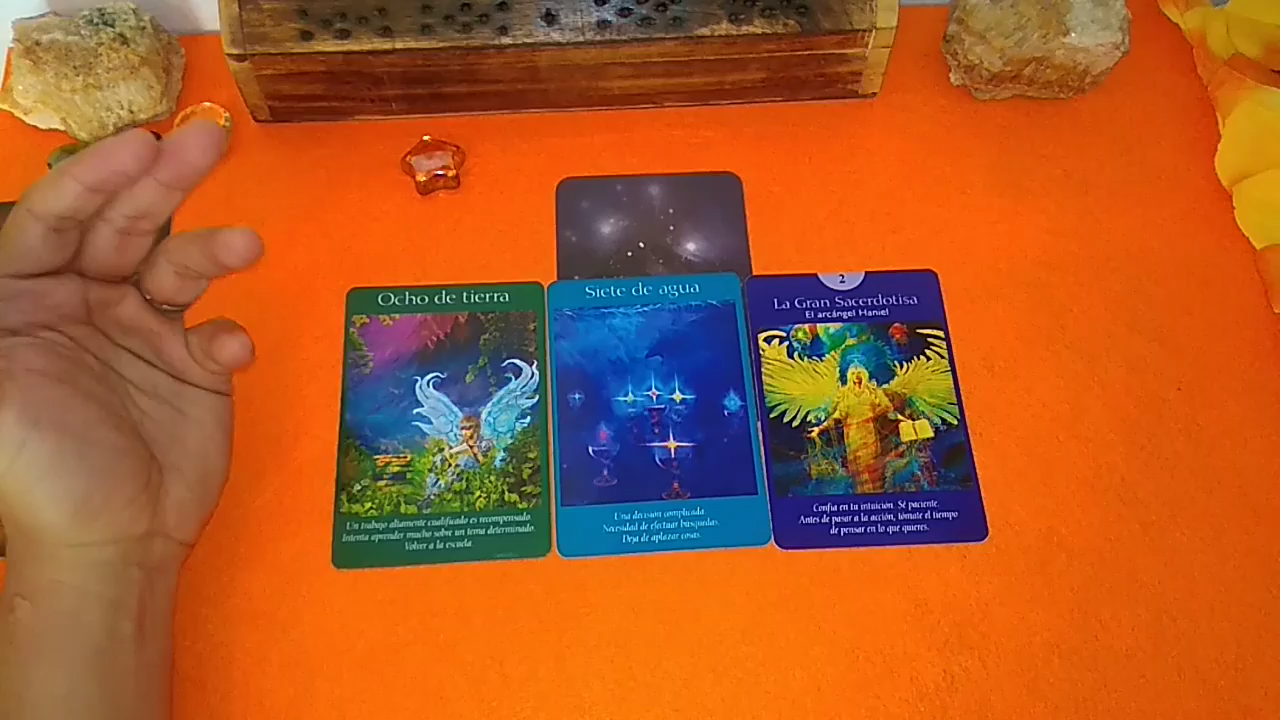 Ocho de tierra
Un trabajo altamente cualificado es recompensado.
Intenta aprender mucho sobre un tema determinado.
Volver a la escuela.
Siete de agua
Una decisión complicada.
Necesidad de efectuar búsquedas.
Deja de aplazar cosas.
2
La Gran Sacerdotisa
El arcángel Haniel
Confía en tu intuición. Sé paciente.
Antes de pasar a la acción, tómate el tiempo
de pensar en lo que quieres.